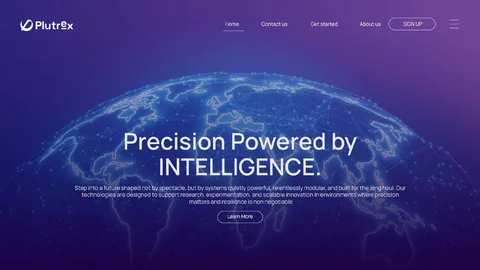 Plutrex
Home
Contact us
Get started
About us
SIGN UP
Precision Powered by
INTELLIGENCE.
Step into a future shaped not by spectacle, but by systems quietly powerful, relentlessly modular, and built for the long haul. Our
technologies are designed to support research, experimentation, and scalable innovation in environments where precision
matters and resilience is non negotiable
Learn More